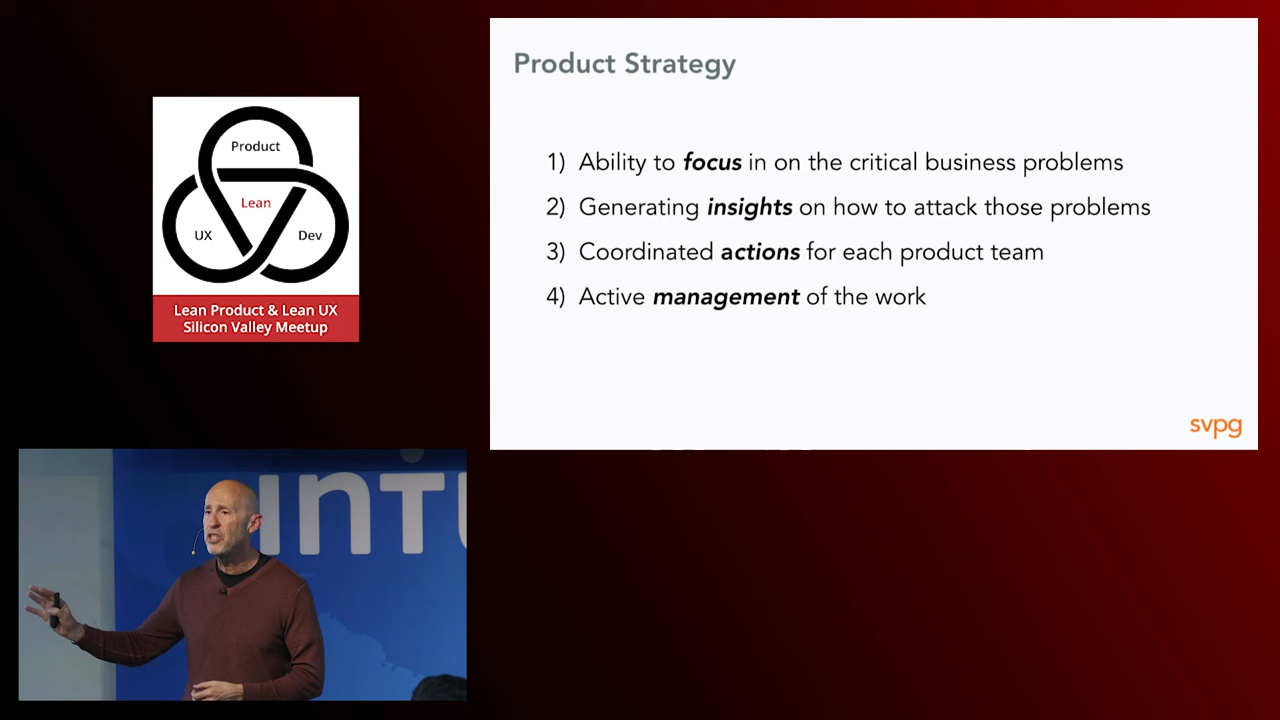 Product
Lean
UX
Dev
Lean Product & Lean UX
Silicon Valley Meetup
Product Strategy
1) Ability to focus in on the critical business problems
2) Generating insights on how to attack those problems
3) Coordinated actions for each product team
4) Active management of the work
svpg